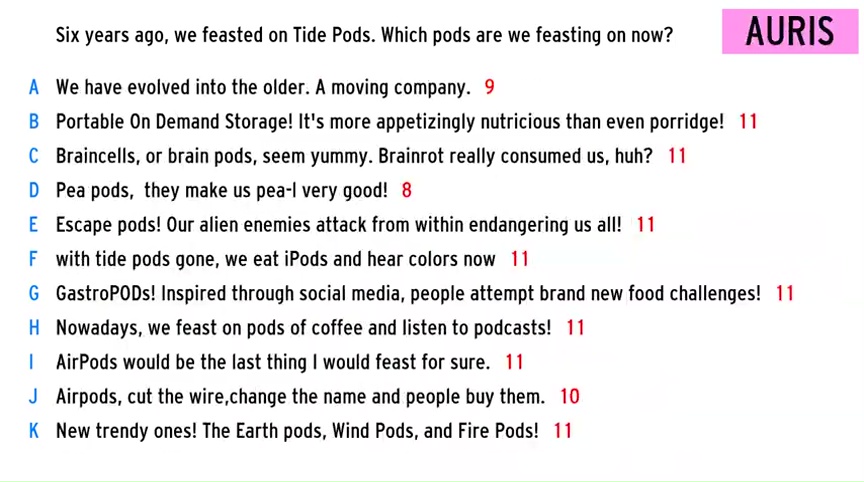 Six years ago, we feasted on Tide Pods. Which pods are we feasting on now?
AURIS
A We have evolved into the older. A moving company. 9
B Portable On Demand Storage! It's more appetizingly nutricious than even porridge! 11
C Braincells, or brain pods, seem yummy. Brainrot really consumed us, huh? 11
D Pea pods, they make us pea-l very good! 8
E Escape pods! Our alien enemies attack from within endangering us all! 11
F with tide pods gone, we eat iPods and hear colors now 11
G GastroPODs! Inspired through social media, people attempt brand new food challenges! 11
H Nowadays, we feast on pods of coffee and listen to podcasts! 11
I AirPods would be the last thing I would feast for sure. 11
J Airpods, cut the wire,change the name and people buy them. 10
K New trendy ones! The Earth pods, Wind Pods, and Fire Pods! 11